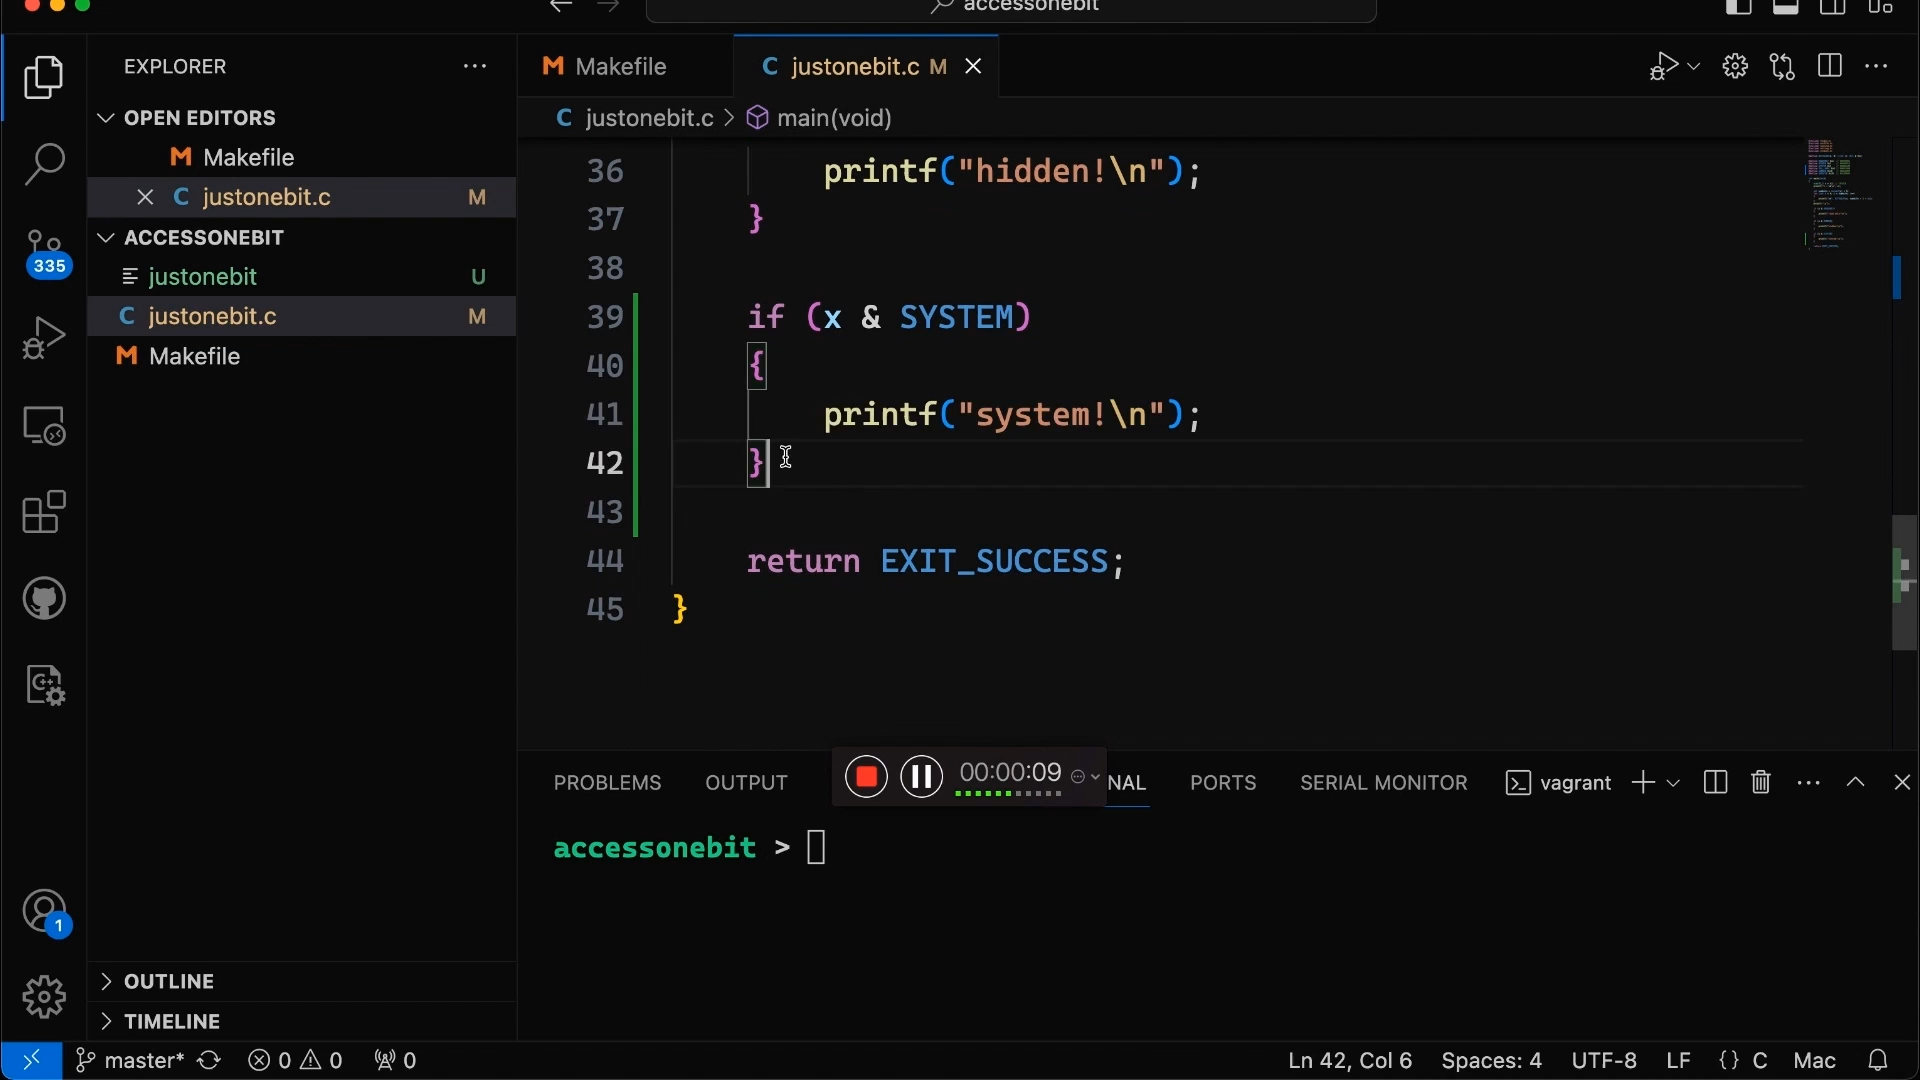 accessonebit
EXPLORER
OPEN EDITORS
M Makefile
C justonebit.c M
ACCESSONEBIT
justonebit U
C justonebit.c M
M Makefile
335
1
OUTLINE
TIMELINE
M Makefile
C justonebit.c M
C justonebit.c > main(void)
36 printf("hidden!\n");
37 }
38
39 if (x & SYSTEM)
40 {
41 printf("system!\n");
42 }
43
44 return EXIT_SUCCESS;
45 }
PROBLEMS OUTPUT 00:00:09 NAL PORTS SERIAL MONITOR vagrant
accessonebit >
master* 0 0 0 Ln 42, Col 6 Spaces: 4 UTF-8 LF {} C Mac